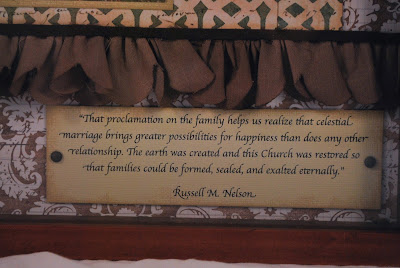 "That proclamation on the family helps us realize that celestial
marriage brings greater possibilities for happiness than does any other
relationship. The earth was created and this Church was restored so
that families could be formed, sealed, and exalted eternally."
Russell M. Nelson